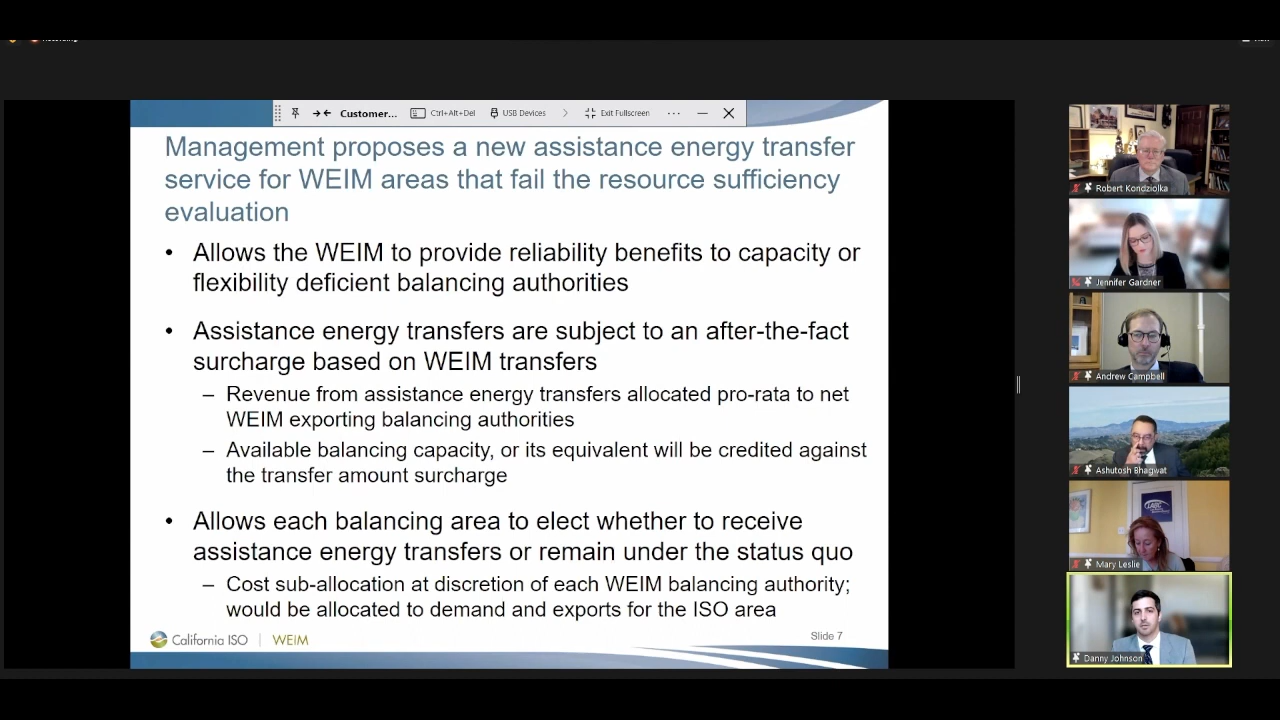 Recording
View
Customer...
Ctrl+Alt+Del
USB Devices
Exit Fullscreen
Management proposes a new assistance energy transfer
service for WEIM areas that fail the resource sufficiency
evaluation
• Allows the WEIM to provide reliability benefits to capacity or
flexibility deficient balancing authorities
• Assistance energy transfers are subject to an after-the-fact
surcharge based on WEIM transfers
– Revenue from assistance energy transfers allocated pro-rata to net
WEIM exporting balancing authorities
– Available balancing capacity, or its equivalent will be credited against
the transfer amount surcharge
• Allows each balancing area to elect whether to receive
assistance energy transfers or remain under the status quo
– Cost sub-allocation at discretion of each WEIM balancing authority;
would be allocated to demand and exports for the ISO area
California ISO | WEIM
Slide 7
Robert Kondziolka
Jennifer Gardner
Andrew Campbell
Ashutosh Bhagwat
Mary Leslie
Danny Johnson